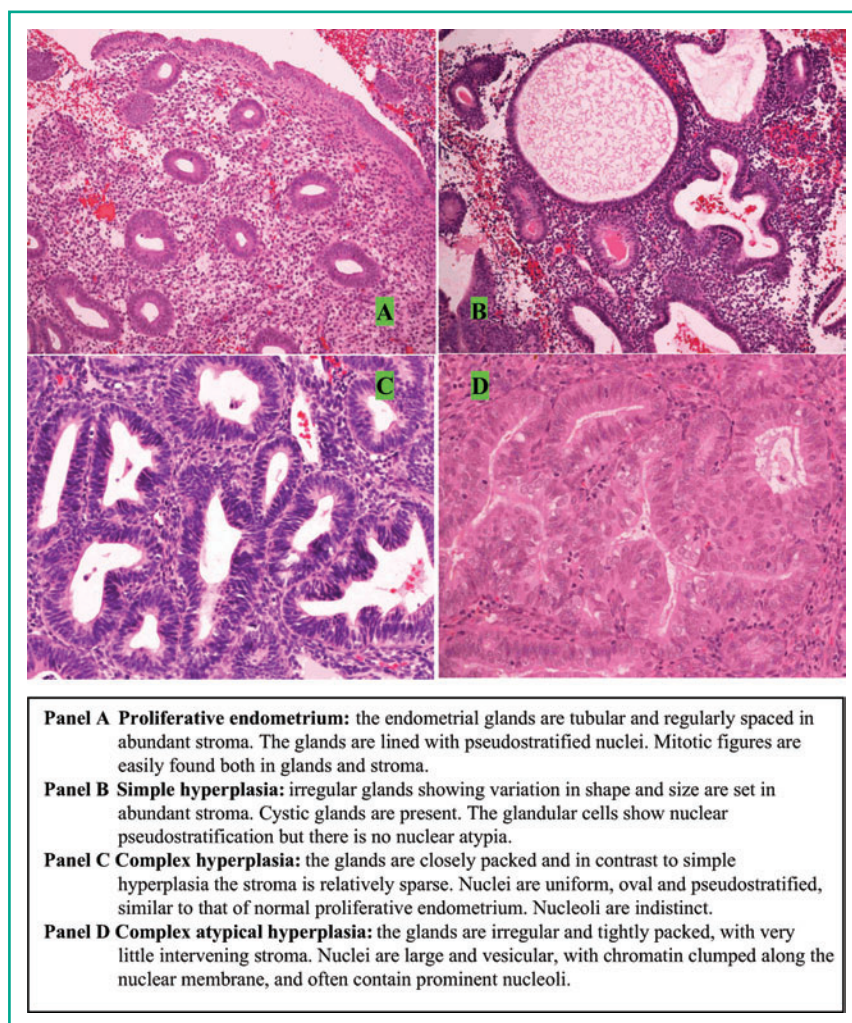 A
B
C
D
Panel A Proliferative endometrium: the endometrial glands are tubular and regularly spaced in
abundant stroma. The glands are lined with pseudostratified nuclei. Mitotic figures are
easily found both in glands and stroma.
Panel B Simple hyperplasia: irregular glands showing variation in shape and size are set in
abundant stroma. Cystic glands are present. The glandular cells show nuclear
pseudostratification but there is no nuclear atypia.
Panel C Complex hyperplasia: the glands are closely packed and in contrast to simple
hyperplasia the stroma is relatively sparse. Nuclei are uniform, oval and pseudostratified,
similar to that of normal proliferative endometrium. Nucleoli are indistinct.
Panel D Complex atypical hyperplasia: the glands are irregular and tightly packed, with very
little intervening stroma. Nuclei are large and vesicular, with chromatin clumped along the
nuclear membrane, and often contain prominent nucleoli.